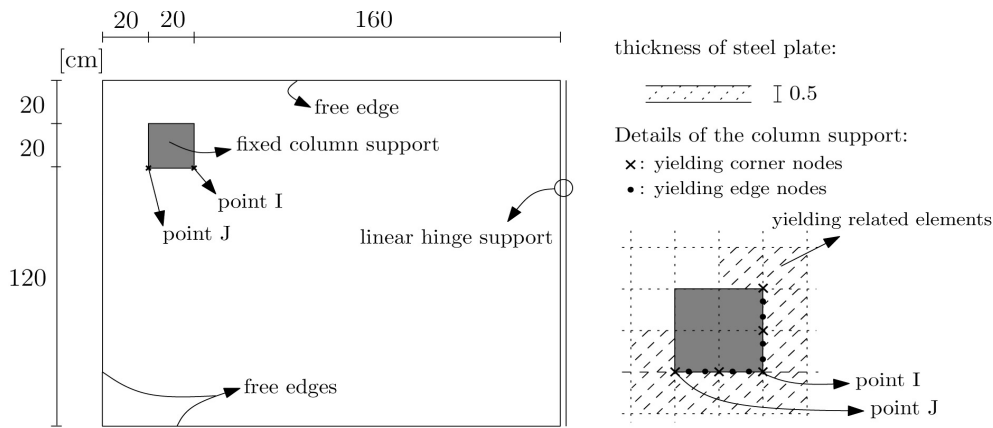 20 20 160
[cm]
20
20
120
free edge
fixed column support
point I
point J
linear hinge support
free edges
thickness of steel plate:
0.5
Details of the column support:
×: yielding corner nodes
•: yielding edge nodes
yielding related elements
point I
point J